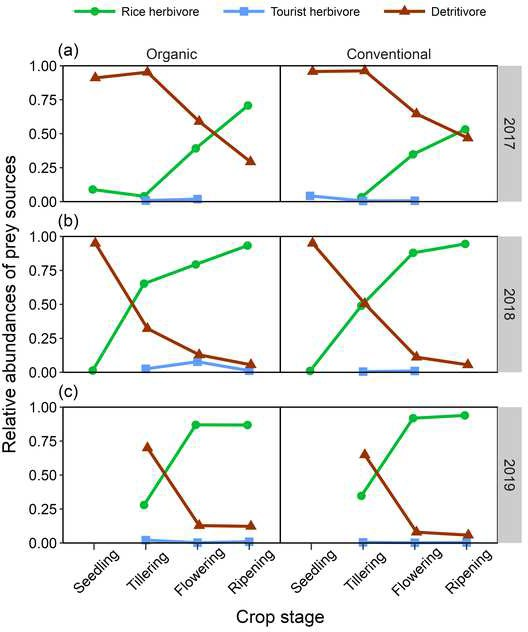 Rice herbivore Tourist herbivore Detritivore
(a)
Organic Conventional
1.00
0.75
0.50
0.25
0.00
2017
(b)
1.00
0.75
0.50
0.25
0.00
2018
(c)
1.00
0.75
0.50
0.25
0.00
2019
Relative abundances of prey sources
Seedling Tillering Flowering Ripening Seedling Tillering Flowering Ripening
Crop stage